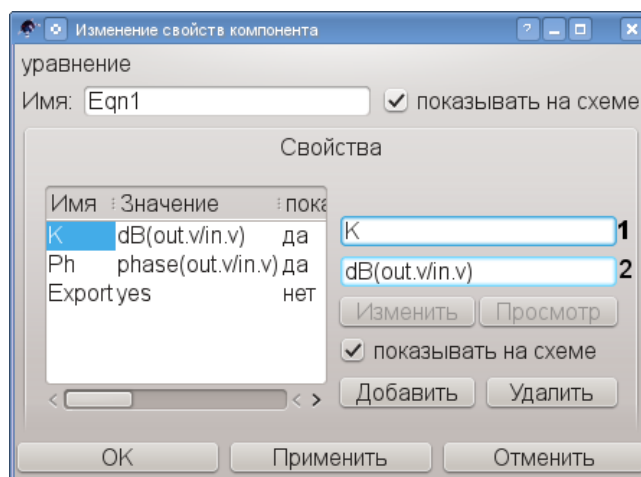 Изменение свойств компонента
уравнение
Имя: Eqn1 показывать на схеме
Свойства
Имя Значение пока
K dB(out.v/in.v) да
Ph phase(out.v/in.v) да
Export yes нет
K 1
dB(out.v/in.v) 2
Изменить Просмотр
показывать на схеме
Добавить Удалить
OK Применить Отменить